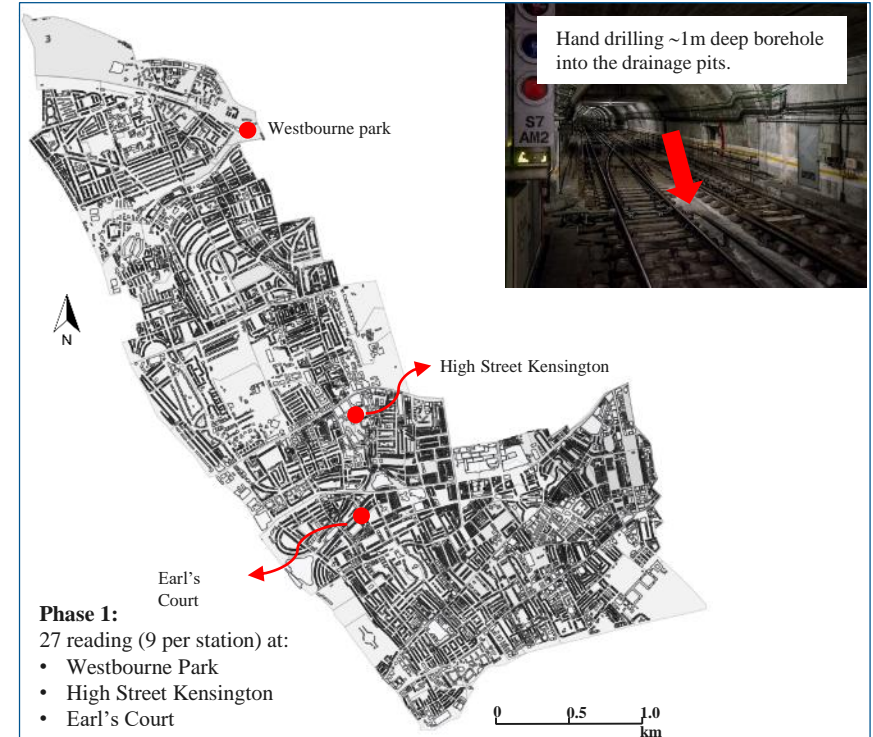 3
Hand drilling ~1m deep borehole
into the drainage pits.
S7
AM2
Westbourne park
N
High Street Kensington
Earl's
Court
Phase 1:
27 reading (9 per station) at:
• Westbourne Park
• High Street Kensington
• Earl's Court
0 0.5 1.0
km